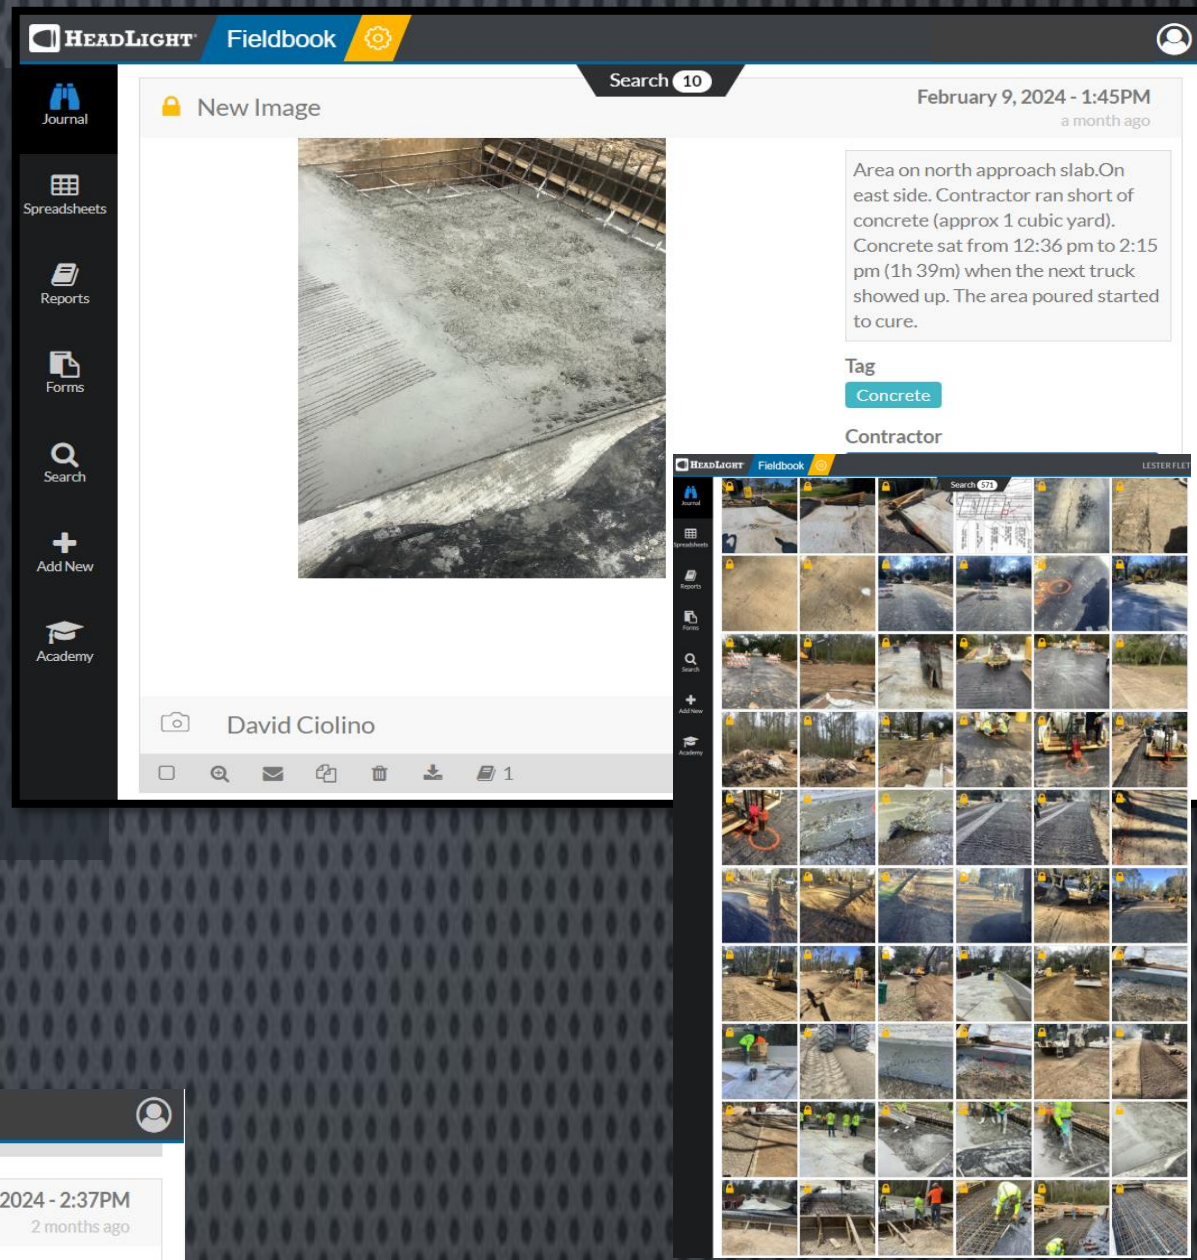 HEADLIGHT Fieldbook
Search 10
Journal
Spreadsheets
Reports
Forms
Search
Add New
Academy
New Image
February 9, 2024 - 1:45PM
a month ago
Area on north approach slab.On
east side. Contractor ran short of
concrete (approx 1 cubic yard).
Concrete sat from 12:36 pm to 2:15
pm (1h 39m) when the next truck
showed up. The area poured started
to cure.
Tag
Concrete
Contractor
David Ciolino
1
HEADLIGHT Fieldbook LESTER FLET
Search 571
Journal
Spreadsheets
Reports
Forms
Search
Add New
Academy
2024 - 2:37PM
2 months ago